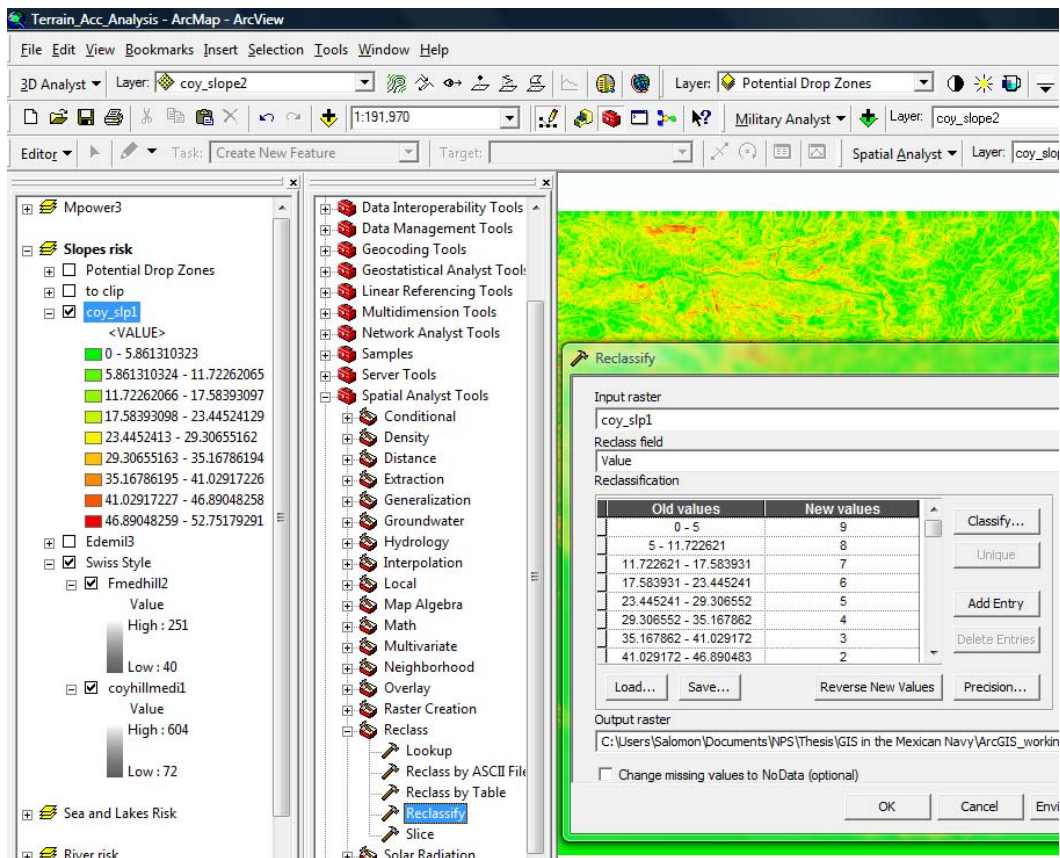 Terrain_Acc_Analysis - ArcMap - ArcView
File Edit View Bookmarks Insert Selection Tools Window Help
3D Analyst Layer: coy_slope2 Layer: Potential Drop Zones
1:191,970 Military Analyst Layer: coy_slope2
Editor Task: Create New Feature Target: Spatial Analyst Layer: coy_slop
Mpower3
Slopes risk
Potential Drop Zones
to clip
coy_slp1
<VALUE>
0 - 5.861310323
5.861310324 - 11.72262065
11.72262066 - 17.58393097
17.58393098 - 23.44524129
23.4452413 - 29.30655162
29.30655163 - 35.16786194
35.16786195 - 41.02917226
41.02917227 - 46.89048258
46.89048259 - 52.75179291
Edemil3
Swiss Style
Fmedhill2
Value
High : 251
Low : 40
coyhillmedi1
Value
High : 604
Low : 72
Sea and Lakes Risk
River risk
Data Interoperability Tools
Data Management Tools
Geocoding Tools
Geostatistical Analyst Tools
Linear Referencing Tools
Multidimension Tools
Network Analyst Tools
Samples
Server Tools
Spatial Analyst Tools
Conditional
Density
Distance
Extraction
Generalization
Groundwater
Hydrology
Interpolation
Local
Map Algebra
Math
Multivariate
Neighborhood
Overlay
Raster Creation
Reclass
Lookup
Reclass by ASCII File
Reclass by Table
Reclassify
Slice
Solar Radiation
Reclassify
Input raster
coy_slp1
Reclass field
Value
Reclassification
Old values New values
0 - 5 9
5 - 11.722621 8
11.722621 - 17.583931 7
17.583931 - 23.445241 6
23.445241 - 29.306552 5
29.306552 - 35.167862 4
35.167862 - 41.029172 3
41.029172 - 46.890483 2
Classify...
Unique
Add Entry
Delete Entries
Load... Save... Reverse New Values Precision...
Output raster
C:\Users\Salomon\Documents\NPS\Thesis\GIS in the Mexican Navy\ArcGIS_workin
Change missing values to NoData (optional)
OK Cancel Envi